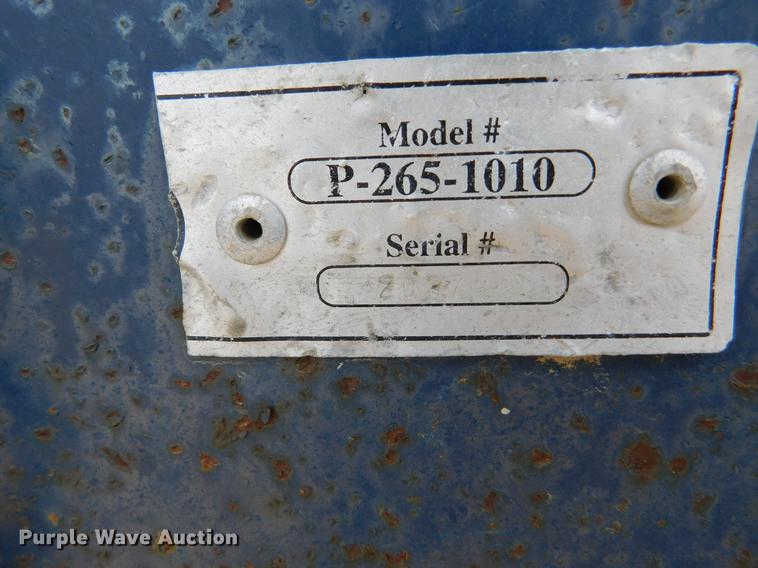 Model #
P-265-1010
Serial #
Purple Wave Auction